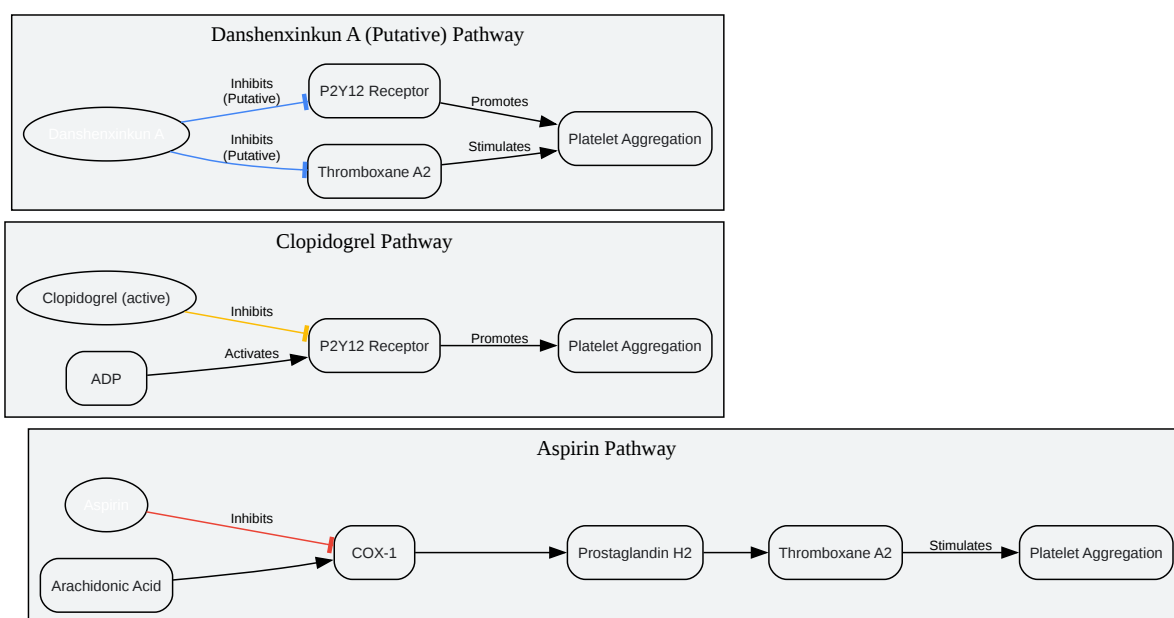 Danshenxinkun A (Putative) Pathway
Danshenxinkun A
Inhibits
(Putative)
Inhibits
(Putative)
P2Y12 Receptor
Thromboxane A2
Promotes
Stimulates
Platelet Aggregation
Clopidogrel Pathway
Clopidogrel (active)
ADP
Inhibits
Activates
P2Y12 Receptor
Promotes
Platelet Aggregation
Aspirin Pathway
Aspirin
Arachidonic Acid
Inhibits
COX-1
Prostaglandin H2
Thromboxane A2
Stimulates
Platelet Aggregation